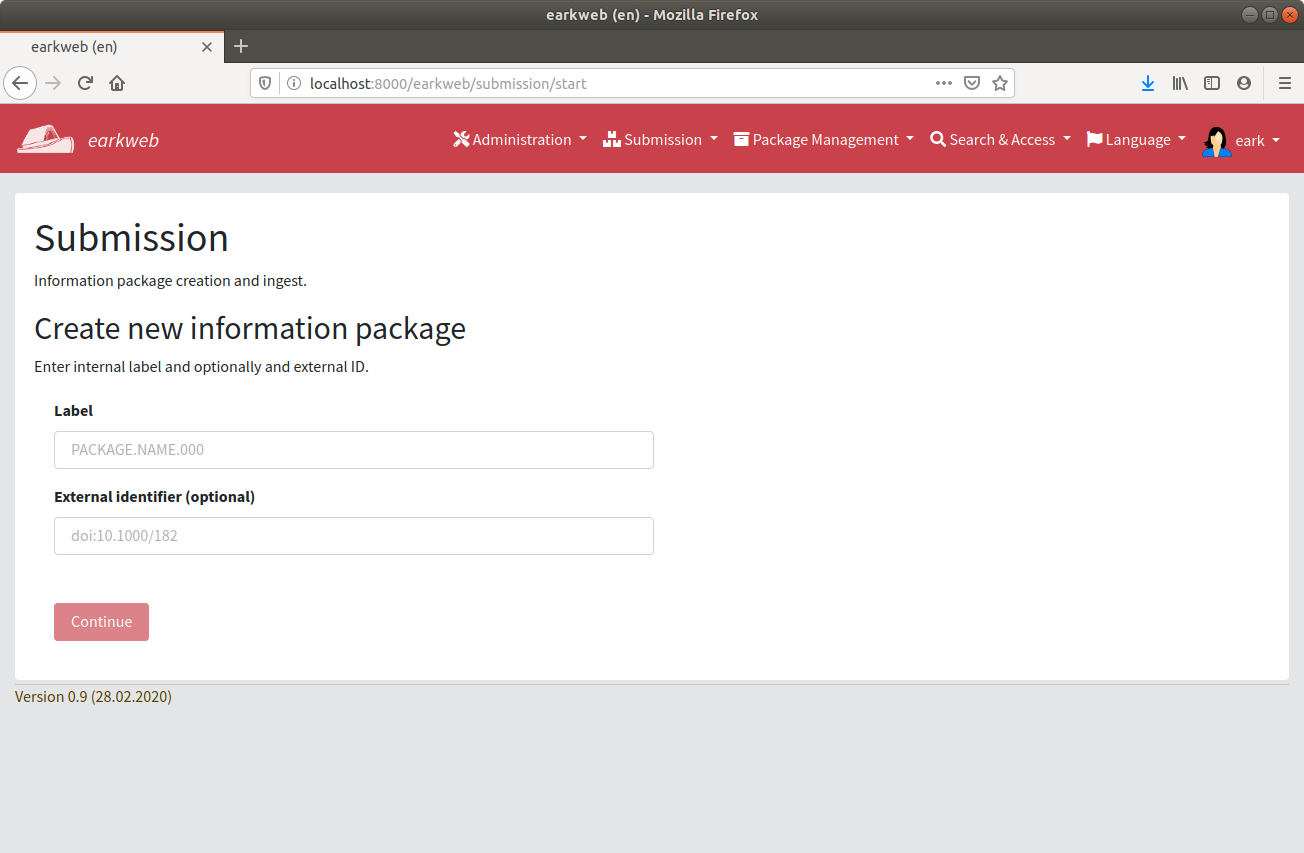 earkweb (en) - Mozilla Firefox
earkweb (en)
localhost:8000/earkweb/submission/start
earkweb Administration Submission Package Management Search & Access Language eark
Submission
Information package creation and ingest.
Create new information package
Enter internal label and optionally and external ID.
Label
PACKAGE.NAME.000
External identifier (optional)
doi:10.1000/182
Continue
Version 0.9 (28.02.2020)